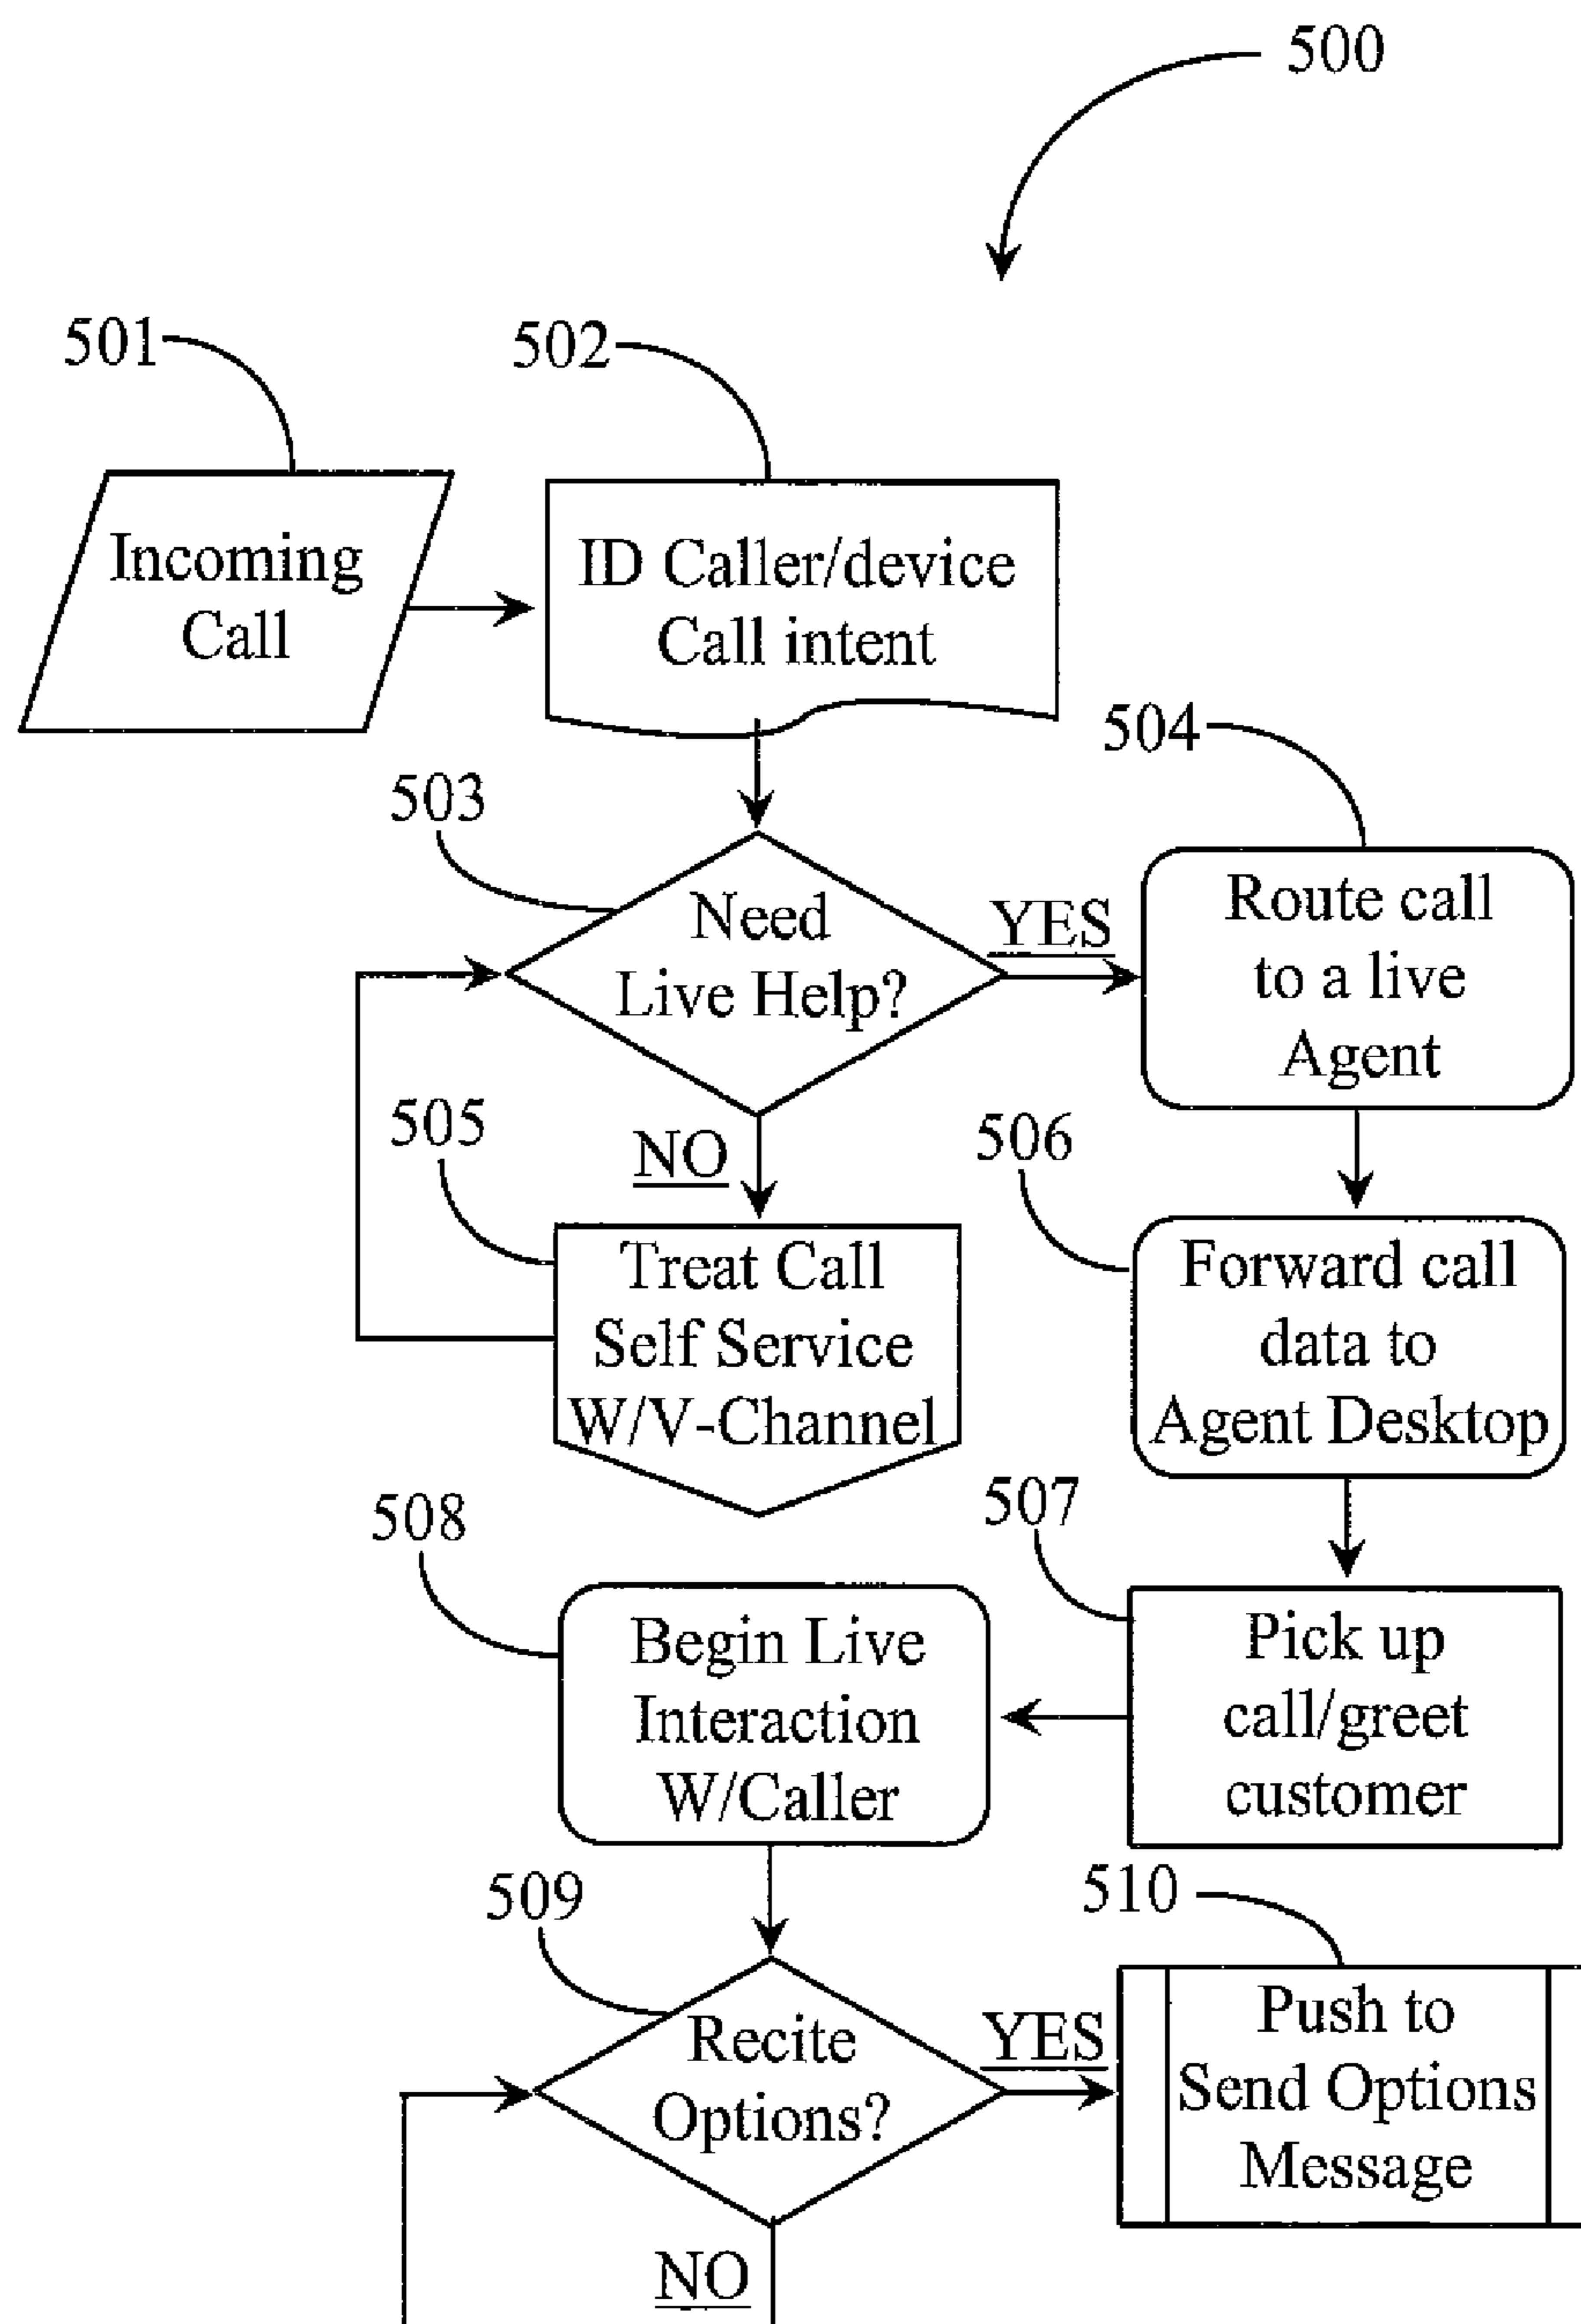 500
501
502
Incoming
Call
ID Caller/device
Call intent
503
504
Need
Live Help?
YES
Route call
to a live
Agent
505
NO
506
Treat Call
Self Service
W/V-Channel
Forward call
data to
Agent Desktop
508
507
Begin Live
Interaction
W/Caller
Pick up
call/greet
customer
509
510
Recite
Options?
YES
Push to
Send Options
Message
NO